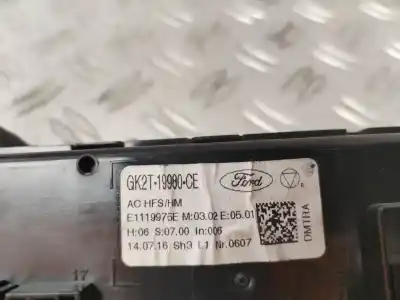 GK2T-19980-CE
Ford
R
AC HFS/HM
E1119975E M:03.02 E:05.01
H:06 S:07.00 In:006
14.07.16 Sh3 L1 Nr.0607
DMTRA
17